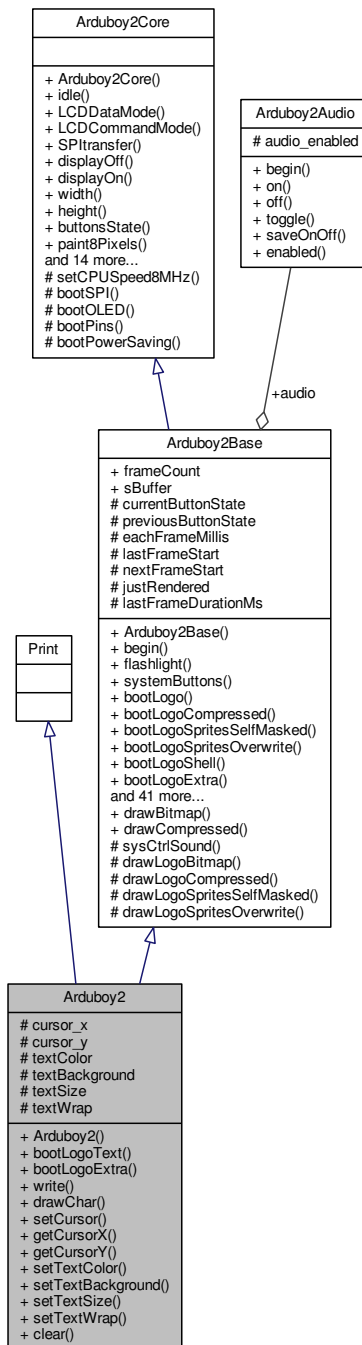 Arduboy2Core
+ Arduboy2Core()
+ idle()
+ LCDDataMode()
+ LCDCommandMode()
+ SPItransfer()
+ displayOff()
+ displayOn()
+ width()
+ height()
+ buttonsState()
+ paint8Pixels()
and 14 more...
# setCPUSpeed8MHz()
# bootSPI()
# bootOLED()
# bootPins()
# bootPowerSaving()
Arduboy2Audio
# audio_enabled
+ begin()
+ on()
+ off()
+ toggle()
+ saveOnOff()
+ enabled()
+audio
Arduboy2Base
+ frameCount
+ sBuffer
# currentButtonState
# previousButtonState
# eachFrameMillis
# lastFrameStart
# nextFrameStart
# justRendered
# lastFrameDurationMs
+ Arduboy2Base()
+ begin()
+ flashlight()
+ systemButtons()
+ bootLogo()
+ bootLogoCompressed()
+ bootLogoSpritesSelfMasked()
+ bootLogoSpritesOverwrite()
+ bootLogoShell()
+ bootLogoExtra()
and 41 more...
+ drawBitmap()
+ drawCompressed()
# sysCtrlSound()
# drawLogoBitmap()
# drawLogoCompressed()
# drawLogoSpritesSelfMasked()
# drawLogoSpritesOverwrite()
Print
Arduboy2
# cursor_x
# cursor_y
# textColor
# textBackground
# textSize
# textWrap
+ Arduboy2()
+ bootLogoText()
+ bootLogoExtra()
+ write()
+ drawChar()
+ setCursor()
+ getCursorX()
+ getCursorY()
+ setTextColor()
+ setTextBackground()
+ setTextSize()
+ setTextWrap()
+ clear()